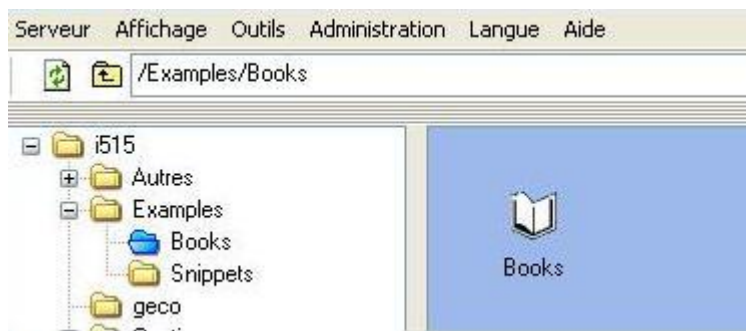 Serveur Affichage Outils Administration Langue Aide
/Examples/Books
i515
Autres
Examples
Books
Snippets
geco
Books